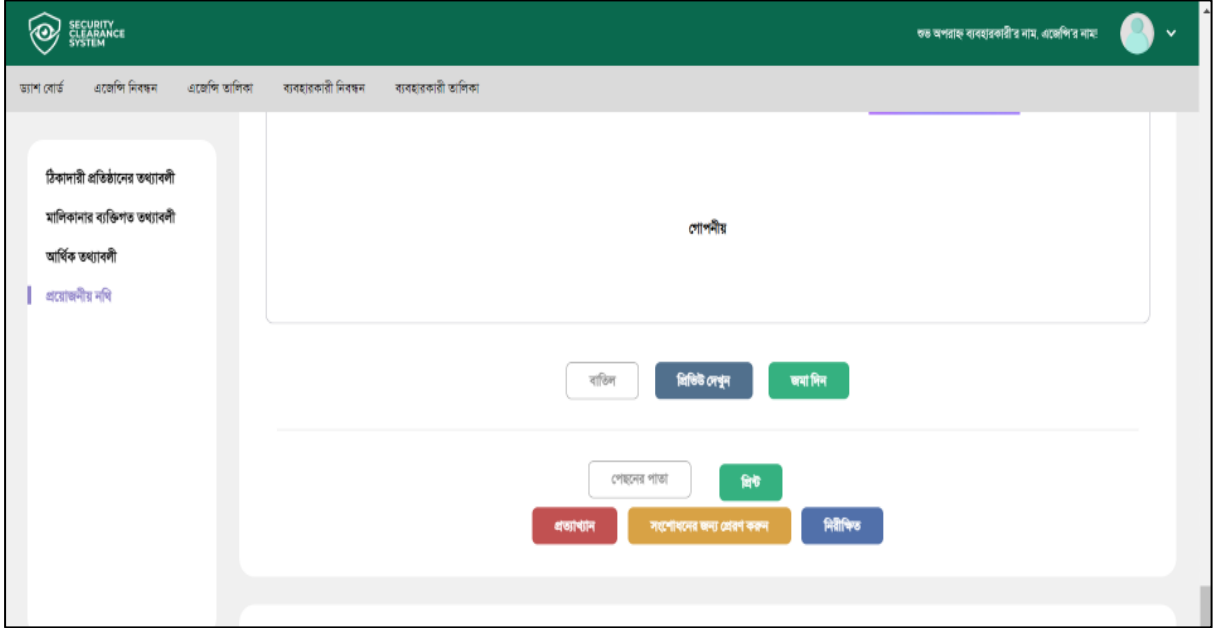 SECURITY
CLEARANCE
SYSTEM
শুভ অপরাহ্ন ব্যবহারকারী'র নাম, এজেন্সি'র নাম!
ড্যাশ বোর্ড এজেন্সি নিবন্ধন এজেন্সি তালিকা ব্যবহারকারী নিবন্ধন ব্যবহারকারী তালিকা
ঠিকাদারী প্রতিষ্ঠানের তথ্যাবলী
মালিকানার ব্যক্তিগত তথ্যাবলী
আর্থিক তথ্যাবলী
প্রয়োজনীয় নথি
গোপনীয়
বাতিল প্রিভিউ দেখুন জমা দিন
পেছনের পাতা প্রিন্ট
প্রত্যাখ্যান সংশোধনের জন্য প্রেরণ করুন নিরীক্ষিত